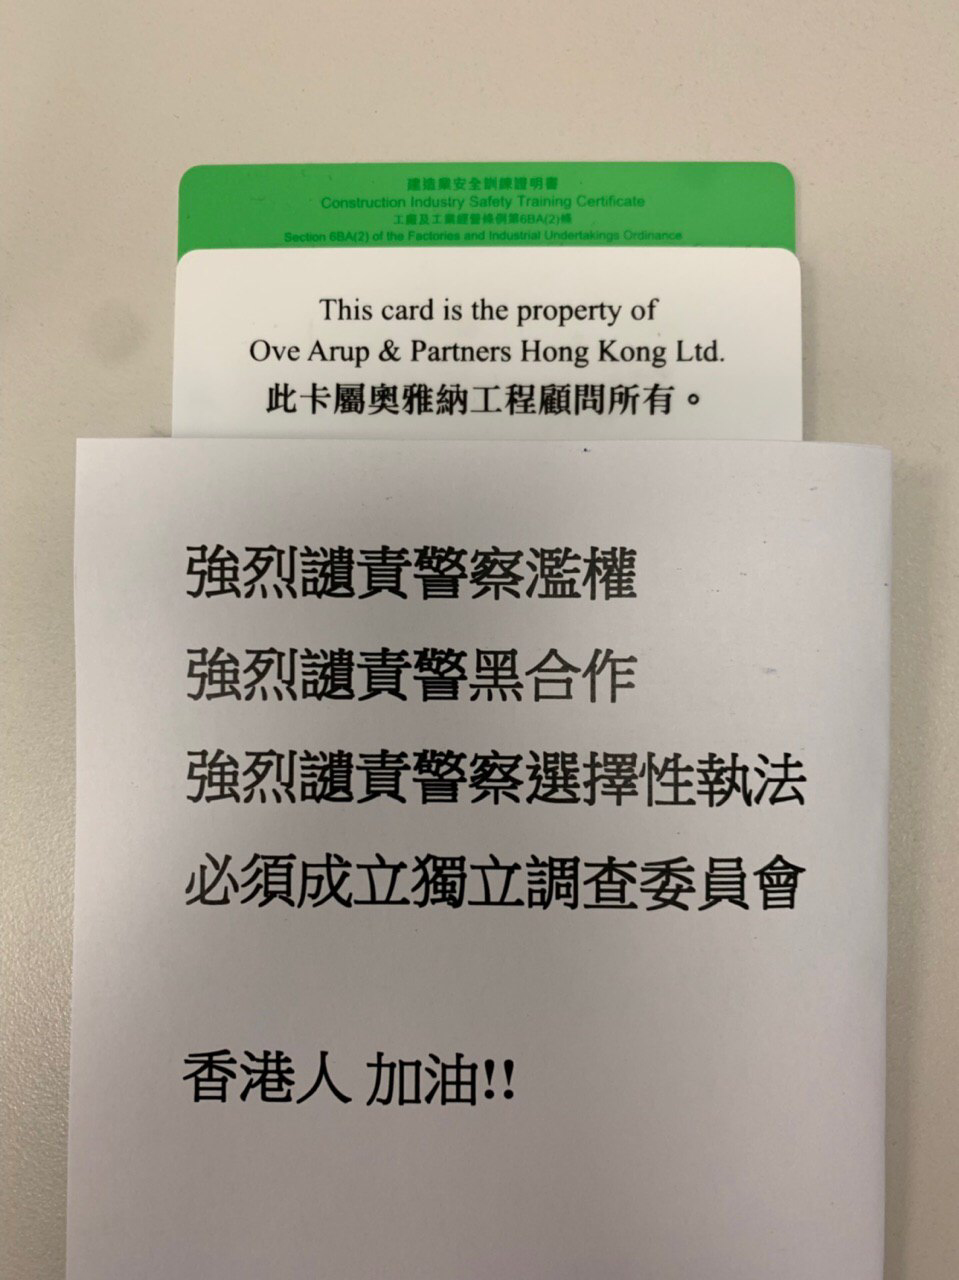 建造業安全訓練證明書
Construction Industry Safety Training Certificate
工廠及工業經營條例第6BA(2)條
Section 6BA(2) of the Factories and Industrial Undertakings Ordinance
This card is the property of
Ove Arup & Partners Hong Kong Ltd.
此卡屬奧雅納工程顧問所有。
強烈譴責警察濫權
強烈譴責警黑合作
強烈譴責警察選擇性執法
必須成立獨立調查委員會
香港人 加油!!